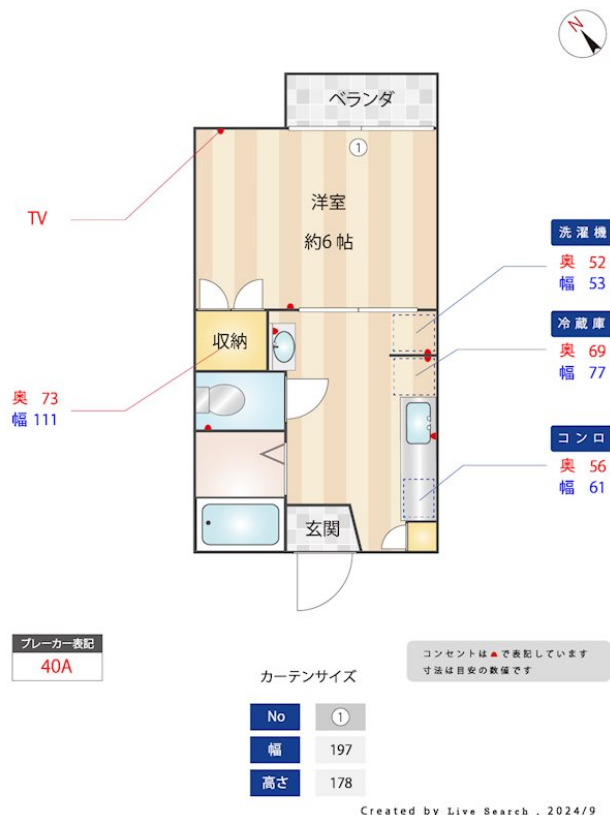 N
ベランダ
①
洋室
約6 帖
TV
洗濯機
奥 52
幅 53
冷蔵庫
奥 69
幅 77
収納
奥 73
幅 111
コンロ
奥 56
幅 61
玄関
ブレーカー表記
40A
コンセントは で表記しています
寸法は目安の数値です
カーテンサイズ
No ①
幅 197
高さ 178
Created by Live Search . 2024/9